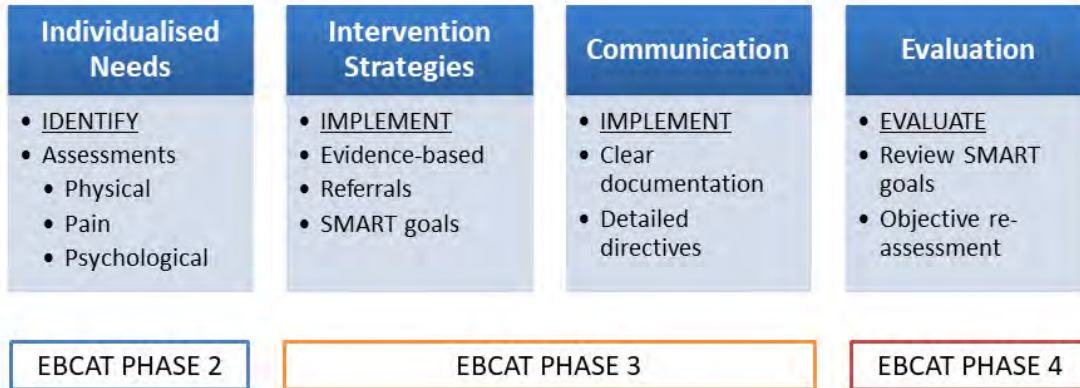 Individualised
Needs
• IDENTIFY
• Assessments
• Physical
• Pain
• Psychological
Intervention
Strategies
• IMPLEMENT
• Evidence-based
• Referrals
• SMART goals
Communication
• IMPLEMENT
• Clear
documentation
• Detailed
directives
Evaluation
• EVALUATE
• Review SMART
goals
• Objective re-
assessment
EBCAT PHASE 2
EBCAT PHASE 3
EBCAT PHASE 4